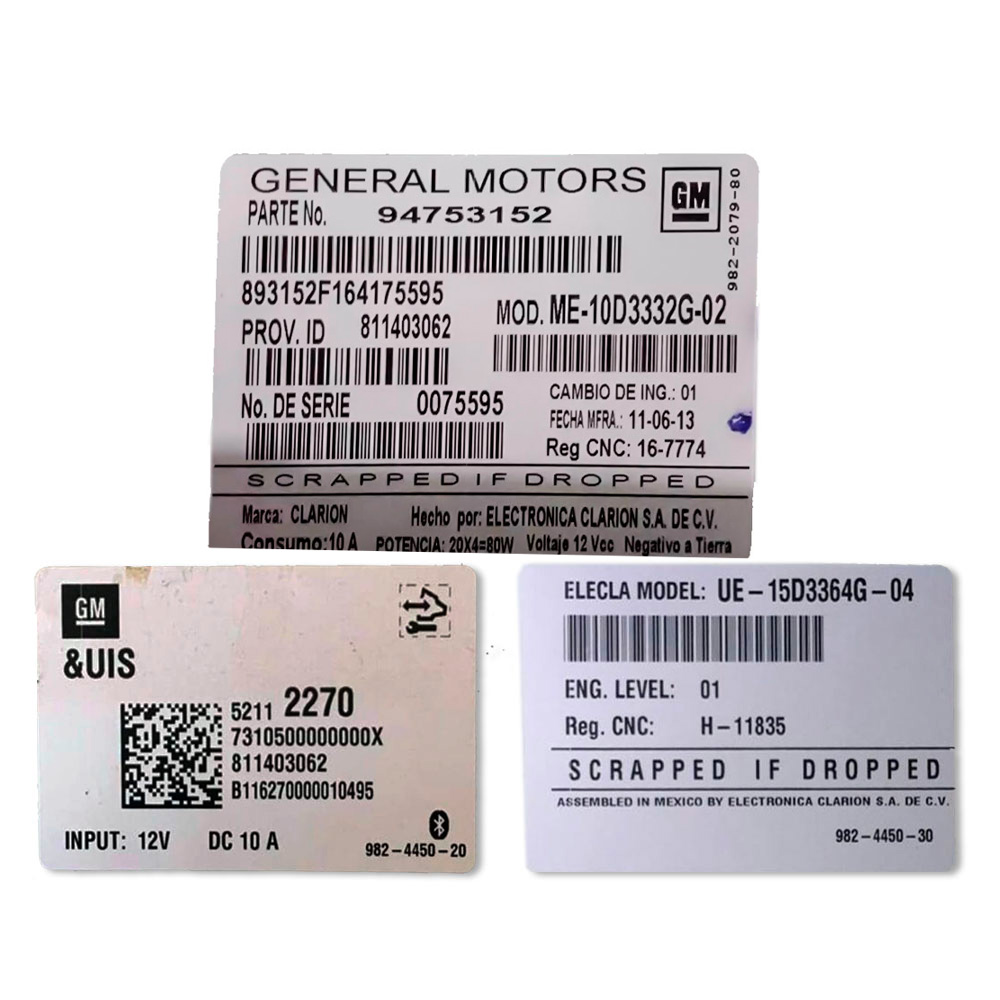 GENERAL MOTORS
GM
PARTE No. 94753152
982-2079-80
893152F164175595
MOD. ME-10D3332G-02
PROV. ID 811403062
CAMBIO DE ING.: 01
No. DE SERIE 0075595
FECHA MFRA.: 11-06-13
Reg CNC: 16-7774
SCRAPPED IF DROPPED
Marca: CLARION Hecho por: ELECTRONICA CLARION S.A. DE C.V.
Consumo:10 A POTENCIA: 20X4=80W Voltaje 12 Vcc Negativo a Tierra
GM
&UIS
5211 2270
7310500000000X
811403062
B116270000010495
INPUT: 12V DC 10 A
982-4450-20
ELECLA MODEL: UE-15D3364G-04
ENG. LEVEL: 01
Reg. CNC: H-11835
SCRAPPED IF DROPPED
ASSEMBLED IN MEXICO BY ELECTRONICA CLARION S.A. DE C.V.
982-4450-30